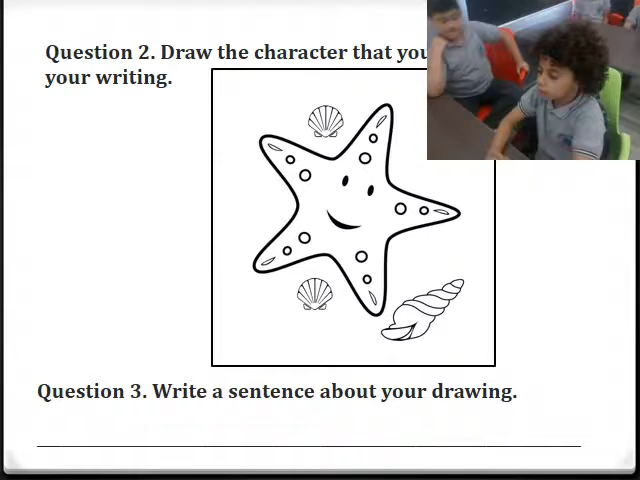 Question 2. Draw the character that you
your writing.
Question 3. Write a sentence about your drawing.